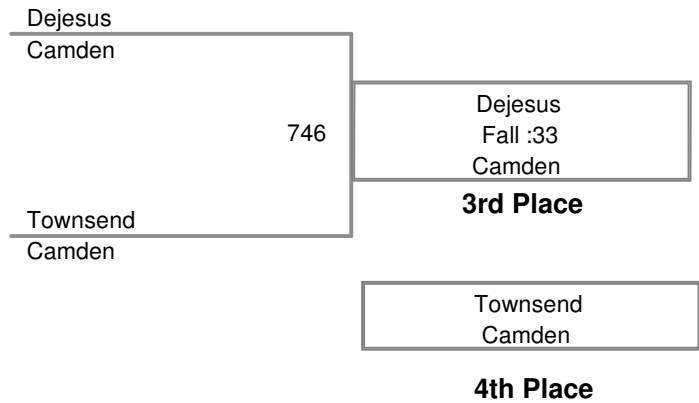 Dejesus
Camden
746
Dejesus
Fall :33
Camden
3rd Place
Townsend
Camden
Townsend
Camden
4th Place